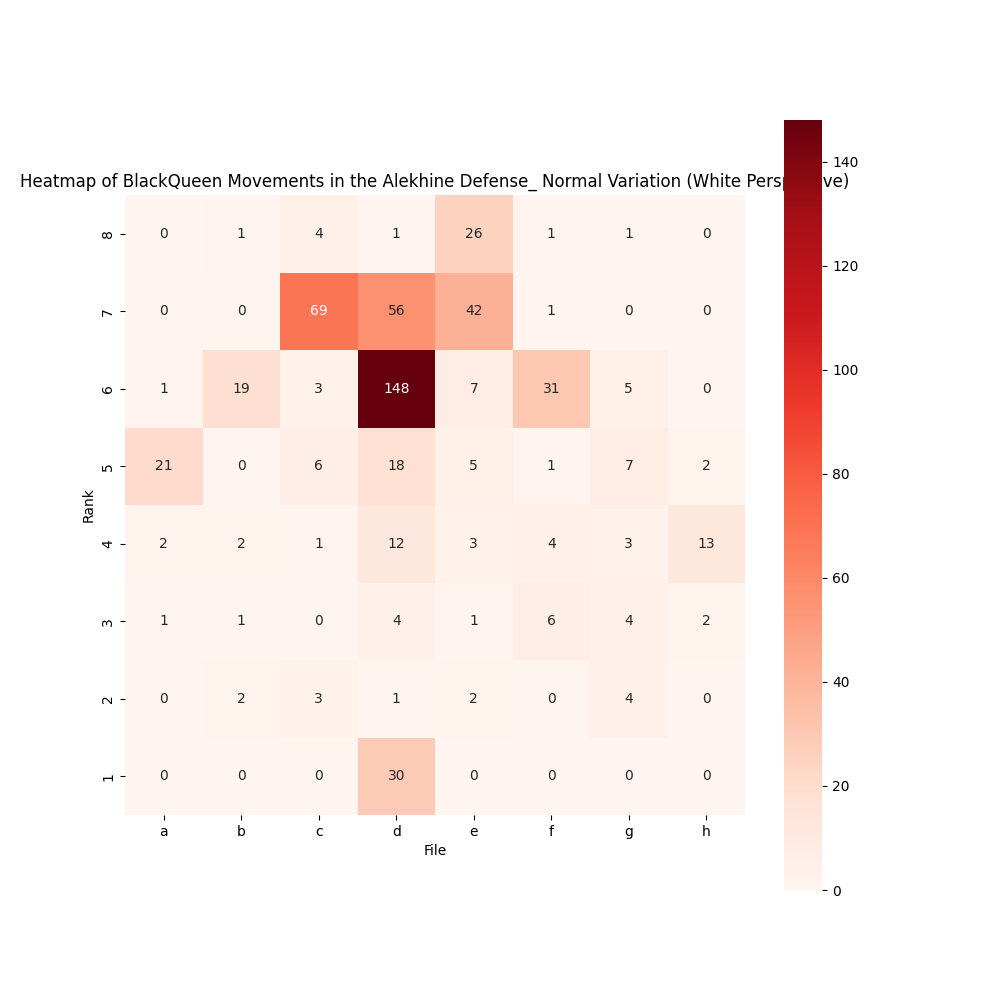 Heatmap of BlackQueen Movements in the Alekhine Defense_ Normal Variation (White Persp ve)
8 0 1 4 1 26 1 1 0
7 0 0 69 56 42 1 0 0
6 1 19 3 148 7 31 5 0
5 21 0 6 18 5 1 7 2
4 2 2 1 12 3 4 3 13
3 1 1 0 4 1 6 4 2
2 0 2 3 1 2 0 4 0
1 0 0 0 30 0 0 0 0
a b c d e f g h
File
Rank
140
120
100
80
60
40
20
0